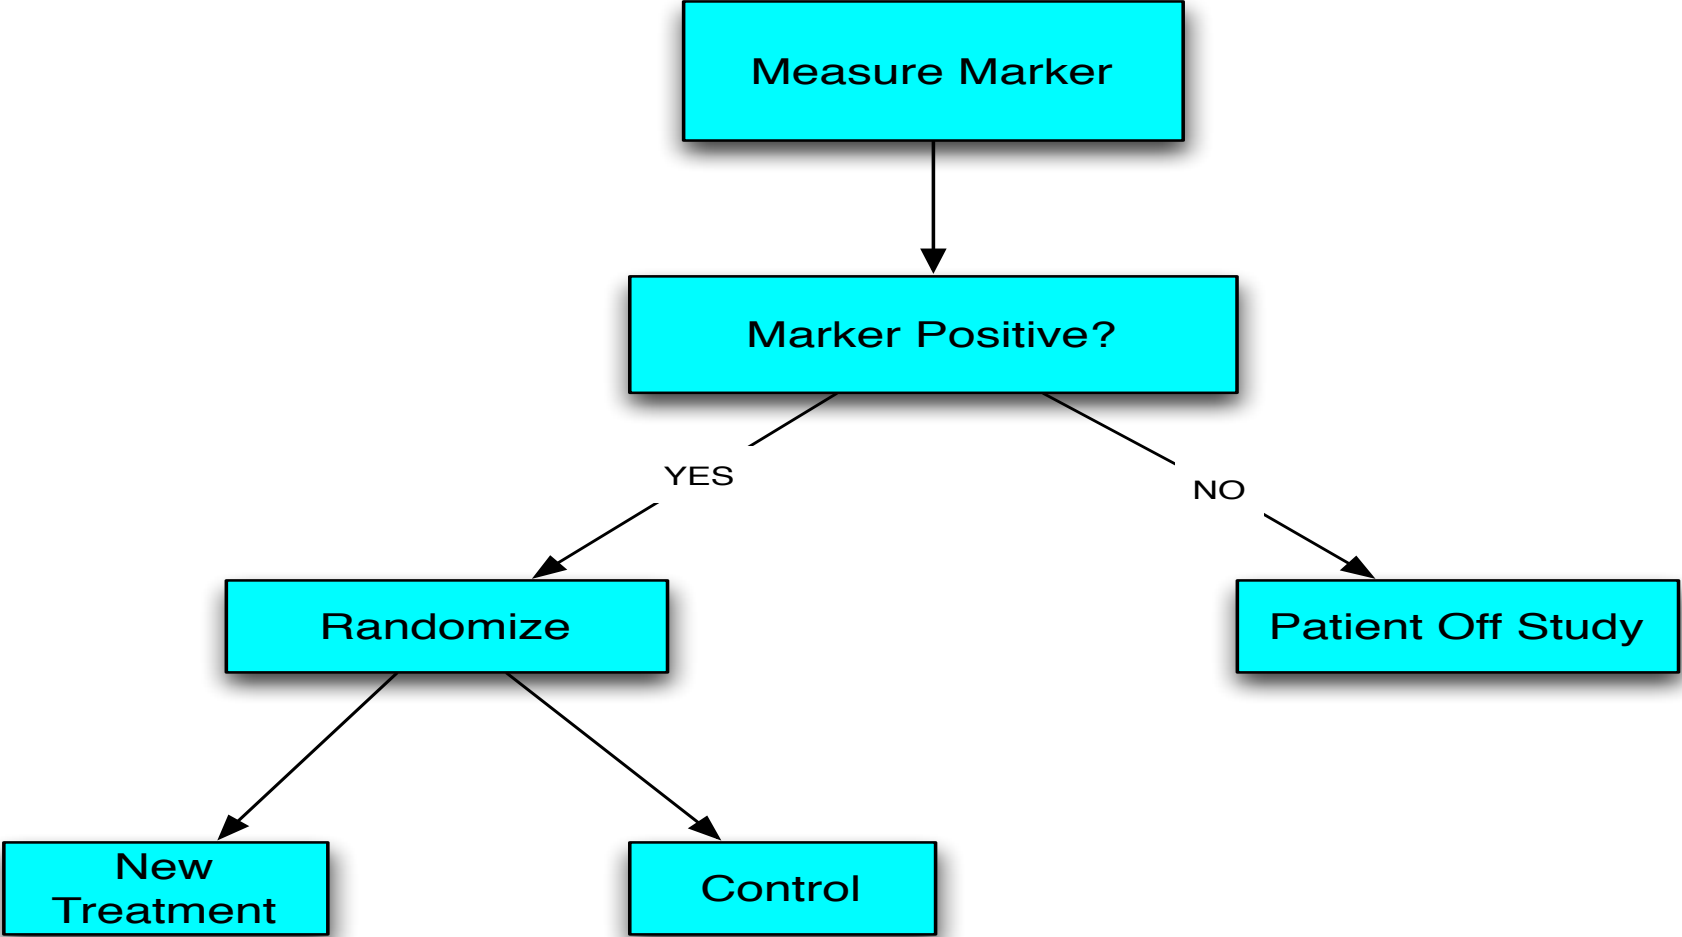 Measure Marker
Marker Positive?
YES
NO
Randomize
Patient Off Study
New
Treatment
Control